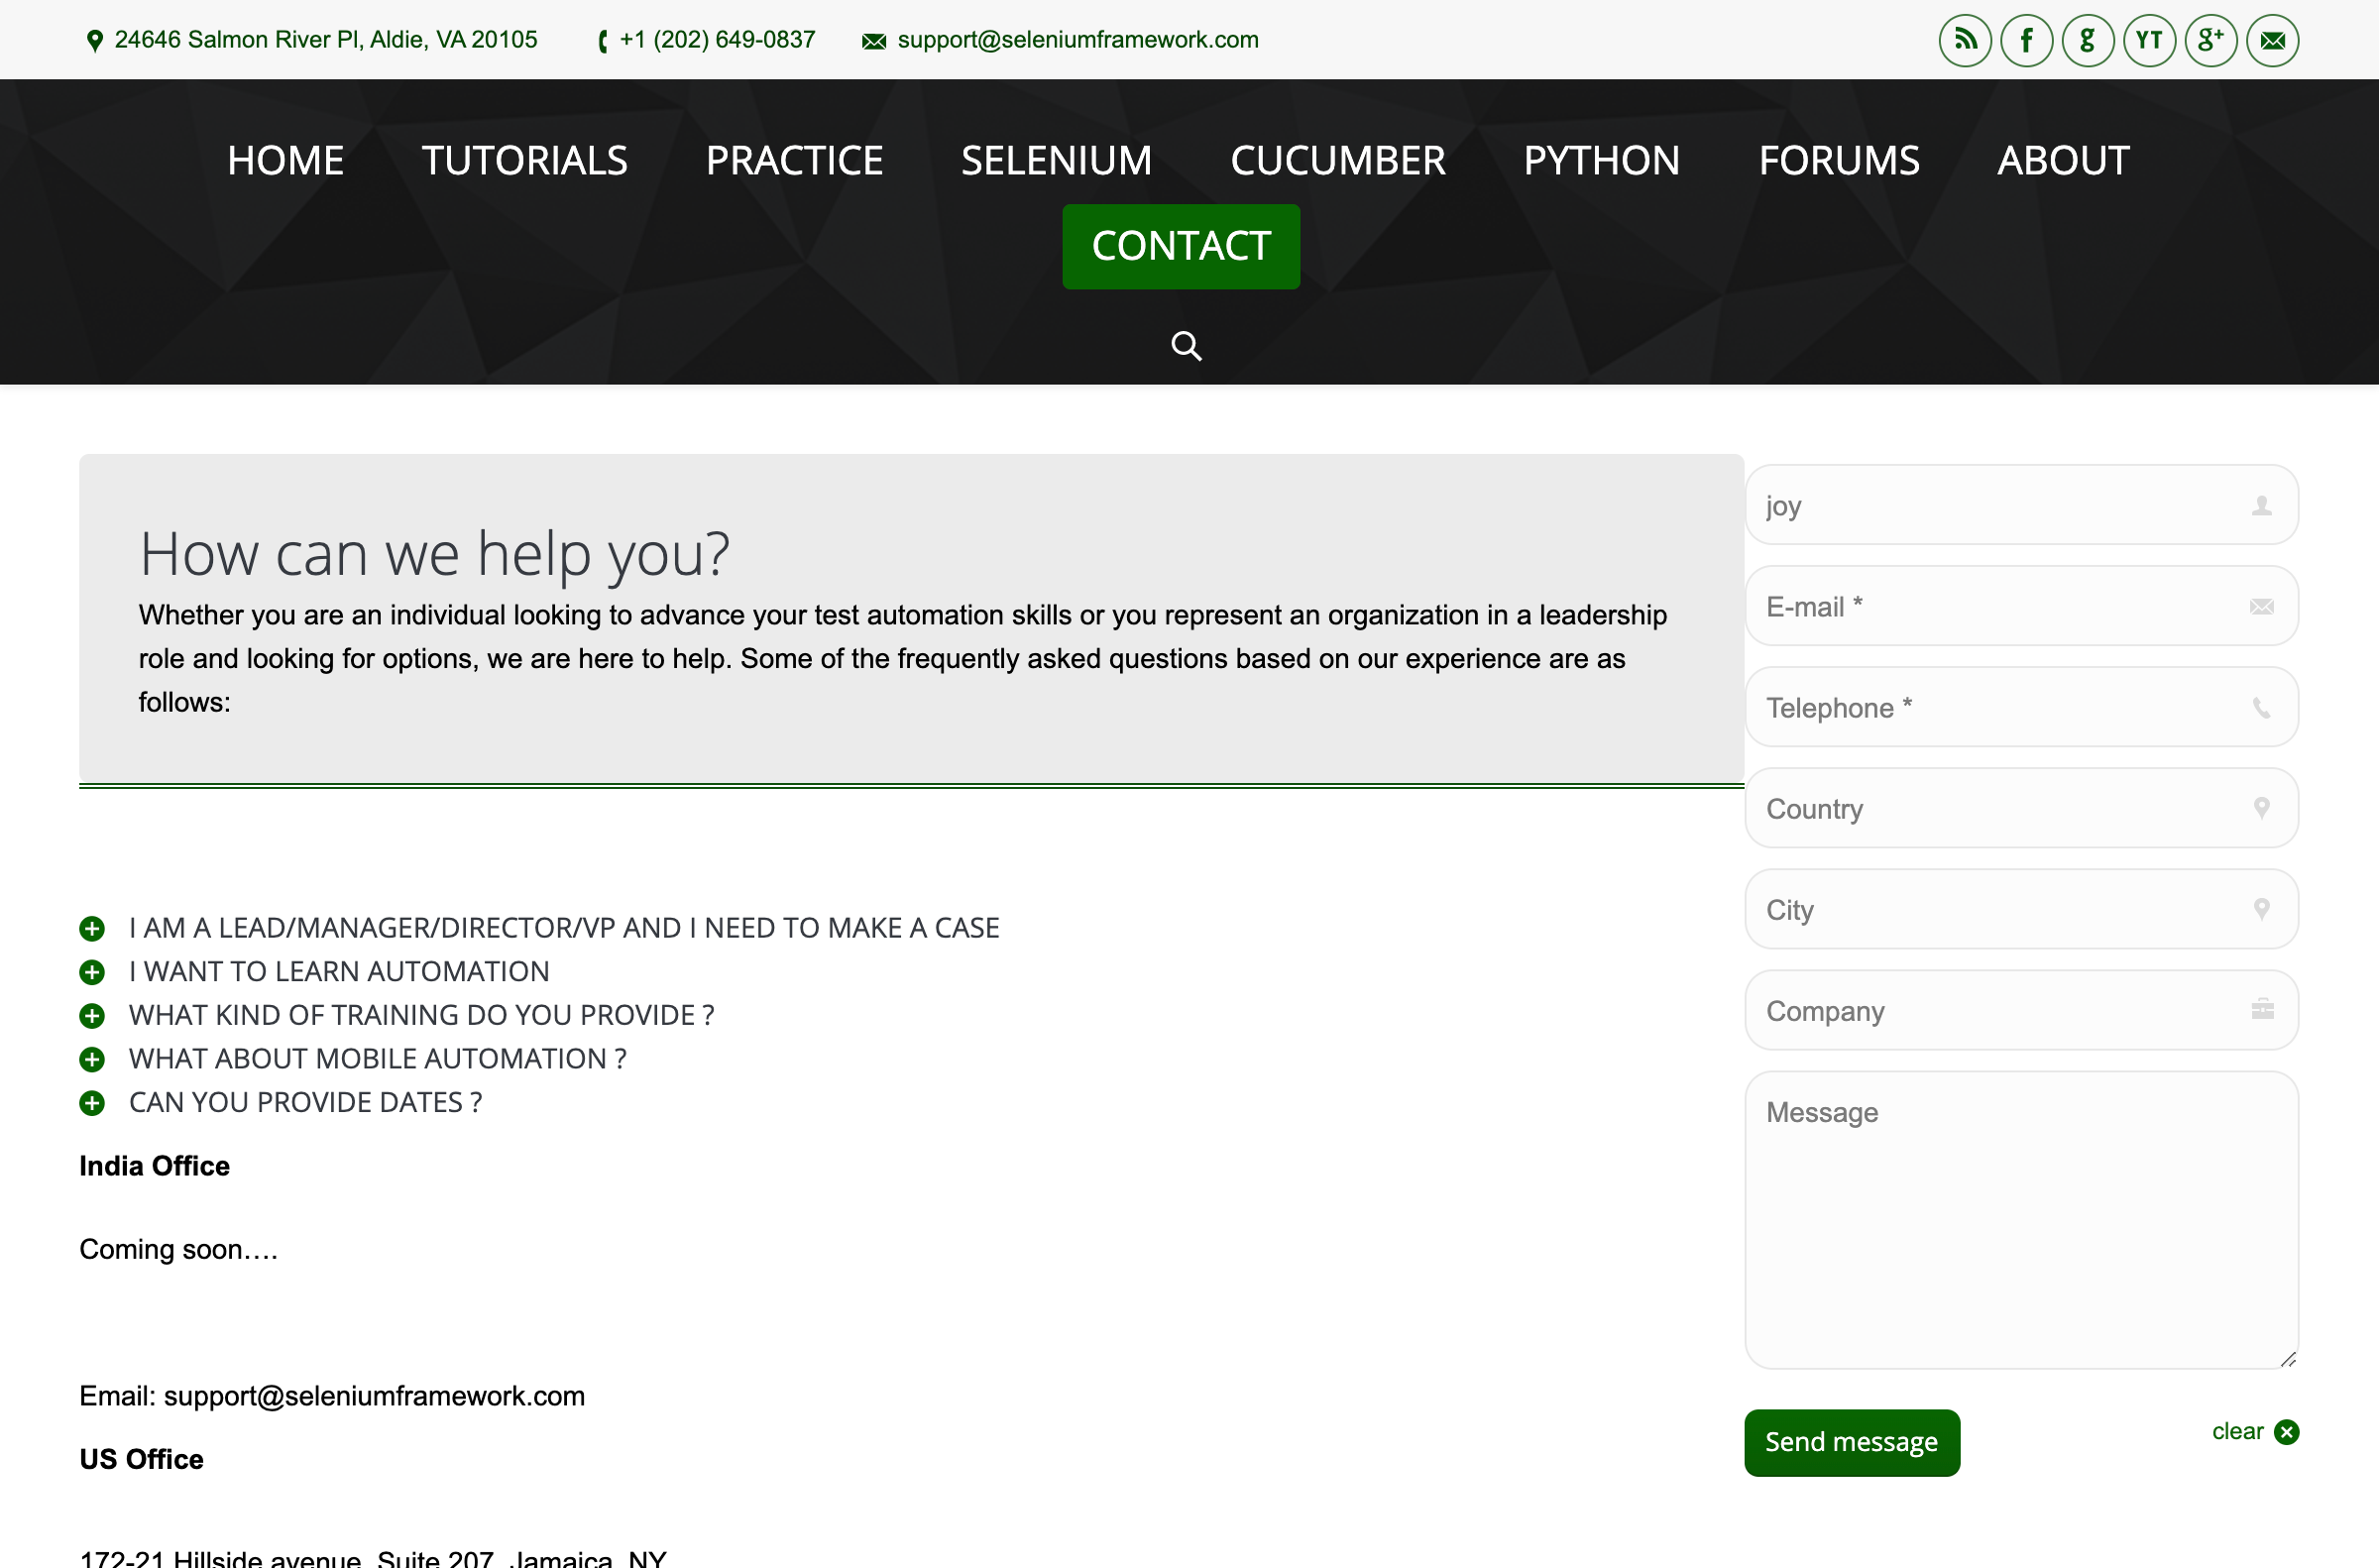 24646 Salmon River Pl, Aldie, VA 20105
+1 (202) 649-0837
support@seleniumframework.com
f
g
YT
g+
HOME
TUTORIALS
PRACTICE
SELENIUM
CUCUMBER
PYTHON
FORUMS
ABOUT
CONTACT
How can we help you?
Whether you are an individual looking to advance your test automation skills or you represent an organization in a leadership
role and looking for options, we are here to help. Some of the frequently asked questions based on our experience are as
follows:
I AM A LEAD/MANAGER/DIRECTOR/VP AND I NEED TO MAKE A CASE
I WANT TO LEARN AUTOMATION
WHAT KIND OF TRAINING DO YOU PROVIDE ?
WHAT ABOUT MOBILE AUTOMATION ?
CAN YOU PROVIDE DATES ?
India Office
Coming soon….
Email: support@seleniumframework.com
US Office
172-21 Hillside avenue, Suite 207, Jamaica, NY
joy
E-mail *
Telephone *
Country
City
Company
Message
Send message
clear